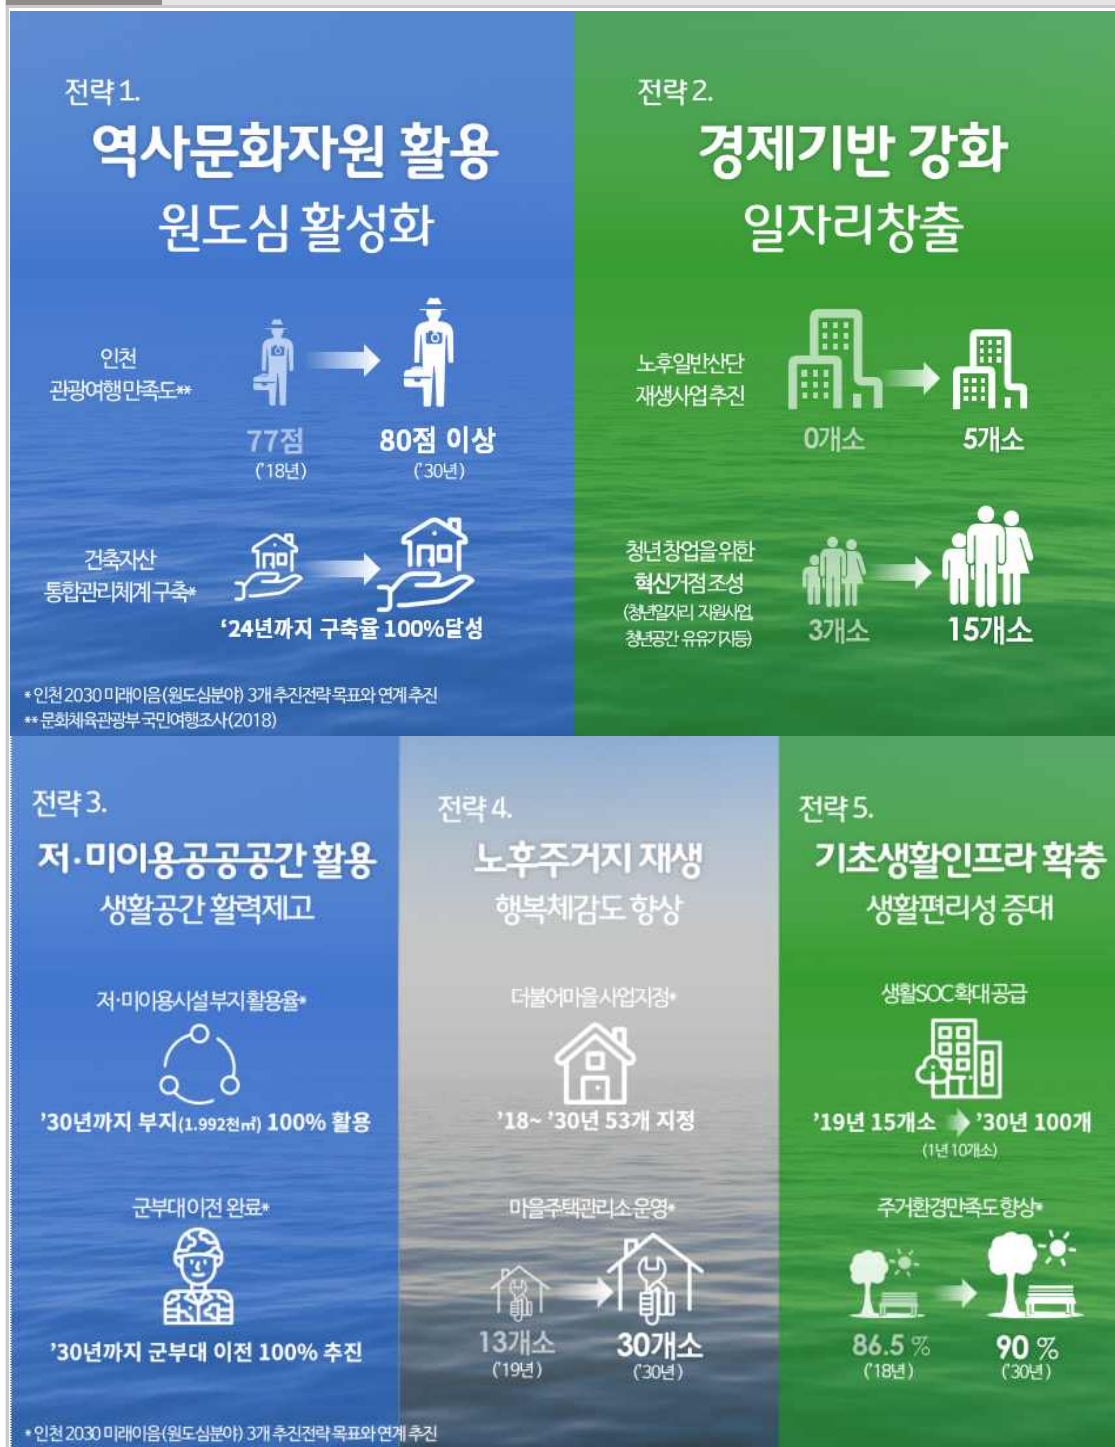 전략 1.
역사문화자원 활용
원도심 활성화
인천
관광여행만족도**
77점
('18년)
80점 이상
('30년)
건축자산
통합관리체계 구축*
‘24년까지 구축율 100%달성
* 인천 2030 미래이음(원도심분야) 3개 추진전략 목표와 연계 추진
** 문화체육관광부 국민여행조사(2018)
전략 2.
경제기반 강화
일자리창출
노후일반산단
재생사업 추진
0개소
5개소
청년 창업을 위한
혁신거점 조성
(청년일자리 지원사업,
청년공간 유유기지등)
3개소
15개소
전략 3.
저·미이용공공공간 활용
생활공간 활력제고
저·미이용시설 부지 활용율*
’30년까지 부지(1.992천㎡) 100% 활용
군부대 이전 완료*
’30년까지 군부대 이전 100% 추진
* 인천 2030 미래이음(원도심분야) 3개 추진전략 목표와 연계 추진
전략 4.
노후주거지 재생
행복체감도 향상
더불어마을 사업지정*
’18~ ’30년 53개 지정
마을주택관리소 운영*
13개소
('19년)
30개소
('30년)
전략 5.
기초생활인프라 확충
생활편리성 증대
생활SOC 확대 공급
’19년 15개소 ’30년 100개
(1년 10개소)
주거환경만족도 향상*
86.5 %
('18년)
90 %
('30년)